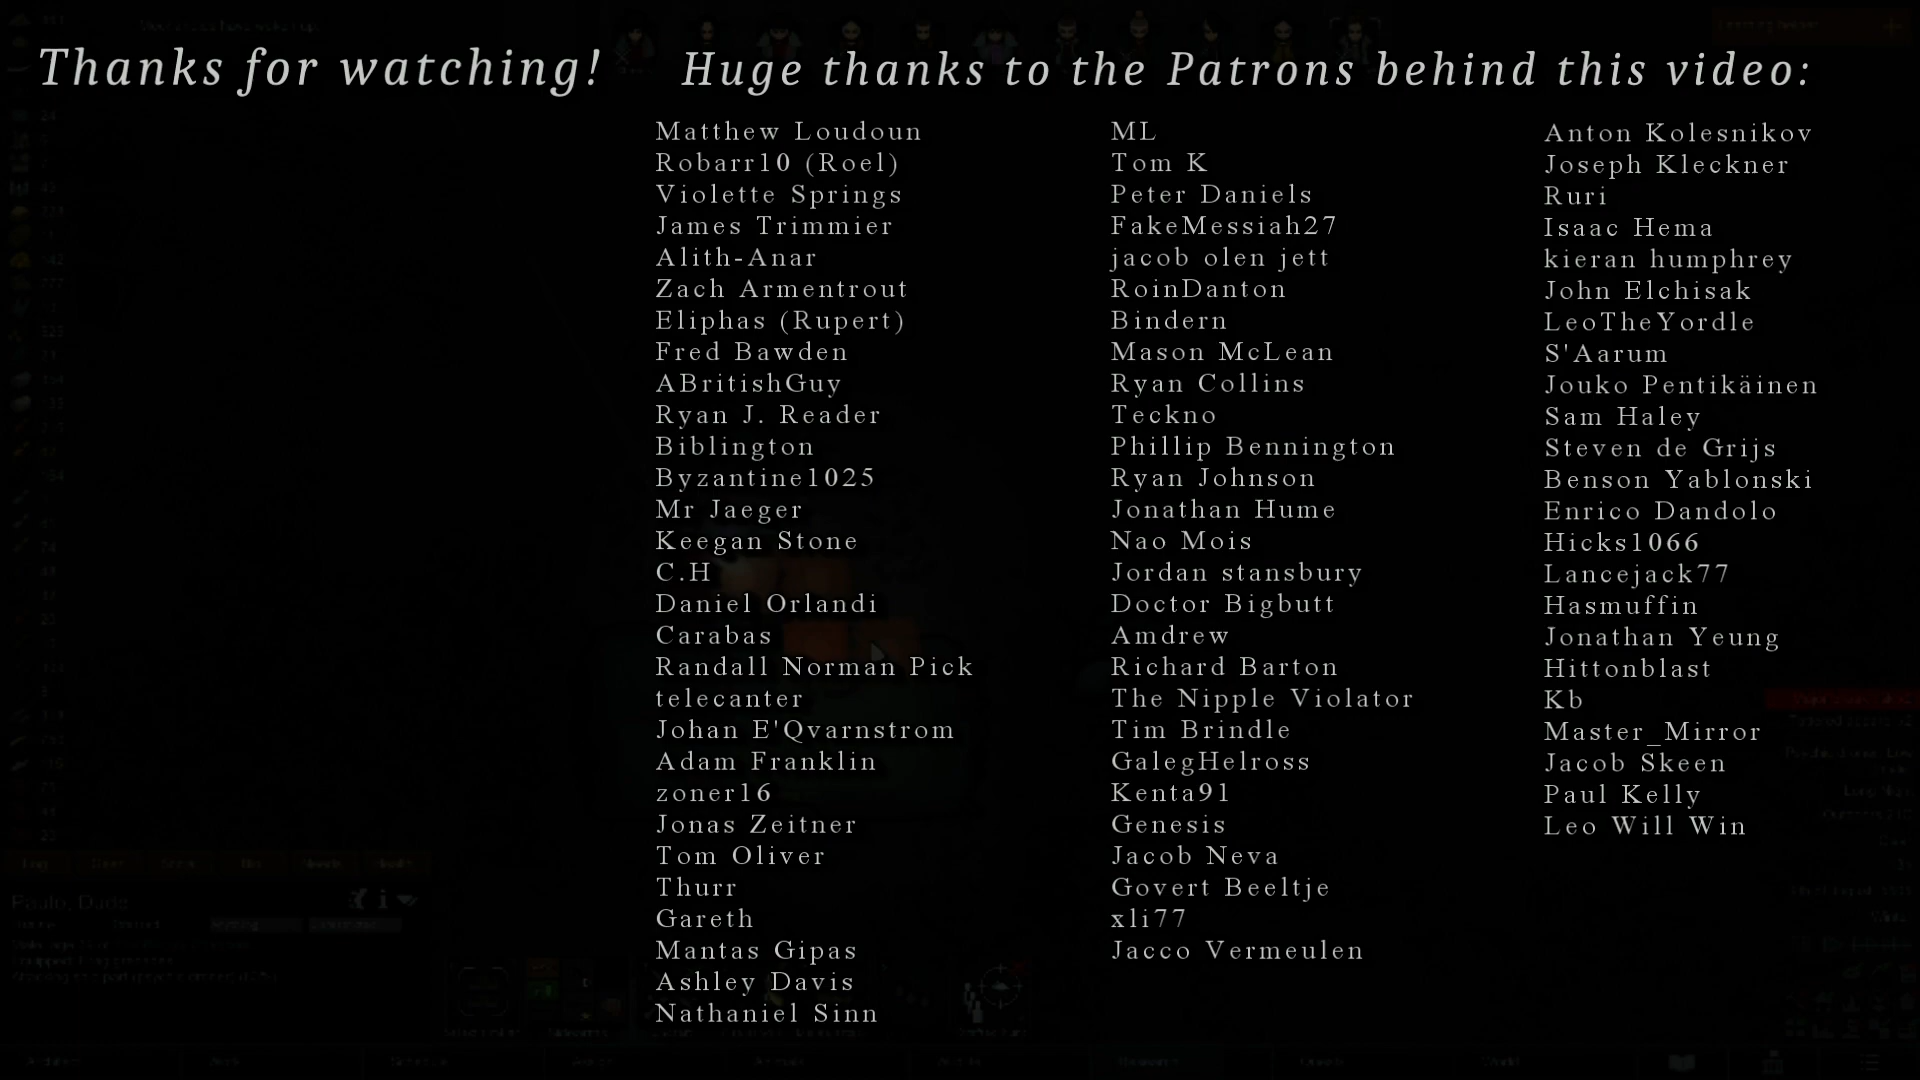 Thanks for watching!
Huge thanks to the Patrons behind this video:
Matthew Loudoun
Robarr10 (Roel)
Violette Springs
James Trimmier
Alith-Anar
Zach Armentrout
Eliphas (Rupert)
Fred Bawden
ABritishGuy
Ryan J. Reader
Biblington
Byzantine1025
Mr Jaeger
Keegan Stone
C.H
Daniel Orlandi
Carabas
Randall Norman Pick
telecanter
Johan E'Qvarnstrom
Adam Franklin
zoner16
Jonas Zeitner
Tom Oliver
Thurr
Gareth
Mantas Gipas
Ashley Davis
Nathaniel Sinn
ML
Tom K
Peter Daniels
FakeMessiah27
jacob olen jett
RoinDanton
Bindern
Mason McLean
Ryan Collins
Teckno
Phillip Bennington
Ryan Johnson
Jonathan Hume
Nao Mois
Jordan stansbury
Doctor Bigbutt
Amdrew
Richard Barton
The Nipple Violator
Tim Brindle
GalegHelross
Kenta91
Genesis
Jacob Neva
Govert Beeltje
xli77
Jacco Vermeulen
Anton Kolesnikov
Joseph Kleckner
Ruri
Isaac Hema
kieran humphrey
John Elchisak
LeoTheYordle
S'Aarum
Jouko Pentikäinen
Sam Haley
Steven de Grijs
Benson Yablonski
Enrico Dandolo
Hicks1066
Lancejack77
Hasmuffin
Jonathan Yeung
Hittonblast
Kb
Master_Mirror
Jacob Skeen
Paul Kelly
Leo Will Win